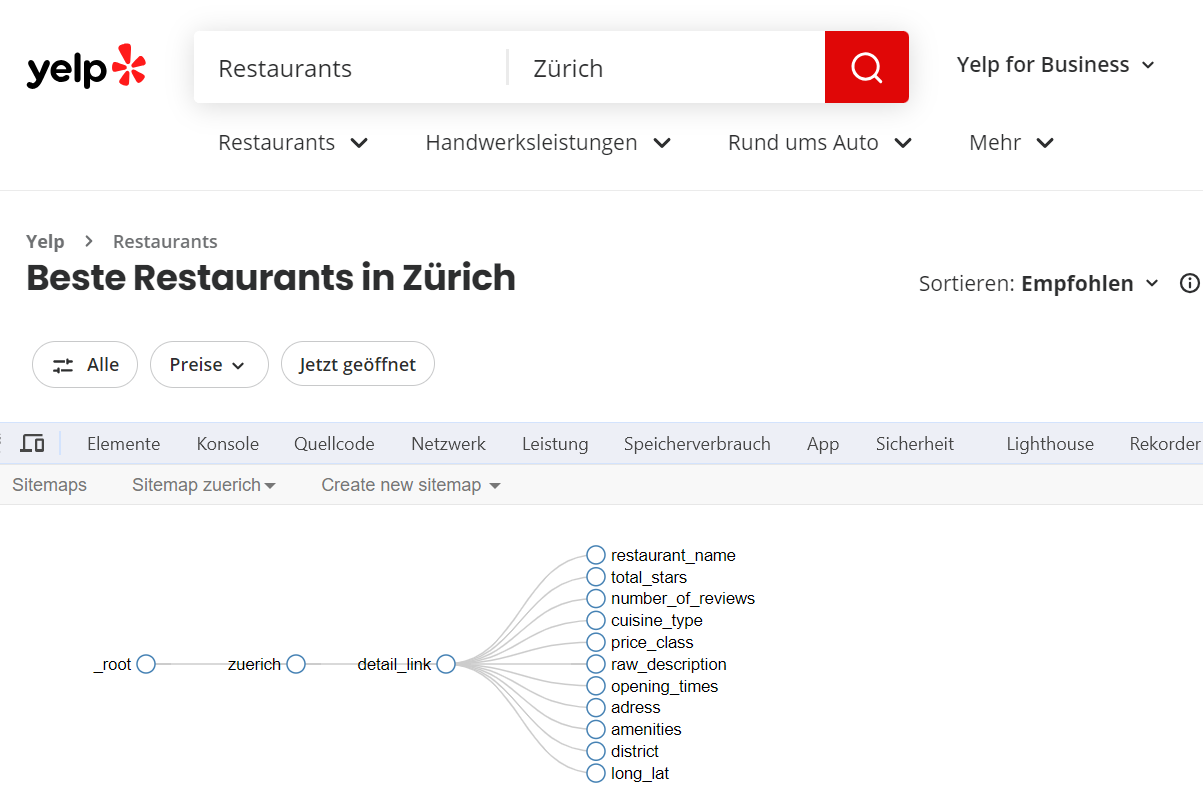 yelp
Restaurants Zürich
Yelp for Business
Restaurants Handwerksleistungen Rund ums Auto Mehr
Yelp > Restaurants
Beste Restaurants in Zürich
Sortieren: Empfohlen
Alle Preise Jetzt geöffnet
Elemente Konsole Quellcode Netzwerk Leistung Speicherverbrauch App Sicherheit Lighthouse Rekorder
Sitemaps Sitemap zuerich Create new sitemap
_root zuerich detail_link
restaurant_name
total_stars
number_of_reviews
cuisine_type
price_class
raw_description
opening_times
adress
amenities
district
long_lat